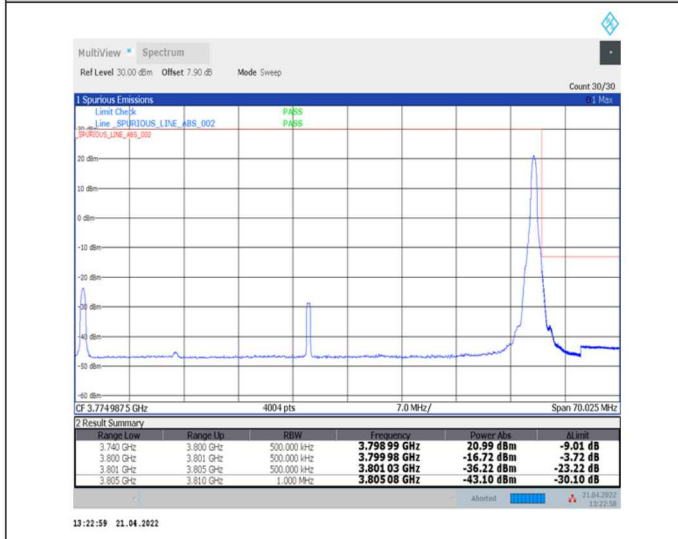 MultiView Spectrum
Ref Level 30.00 dBm Offset 7.90 dB Mode Sweep
Count 30/30
1 Spurious Emissions 1 Max
Limit Check PASS
Line _SPURIOUS_LINE_ABS_002 PASS
_SPURIOUS_LINE_ABS_002
20 dBm
10 dBm
0 dBm
-10 dBm
-20 dBm
-30 dBm
-40 dBm
-50 dBm
-60 dBm
CF 3.7749875 GHz 4004 pts 7.0 MHz/ Span 70.025 MHz
2 Result Summary
Range Low Range Up RBW Frequency Power Abs ΔLimit
3.740 GHz 3.800 GHz 500.000 kHz 3.798 99 GHz 20.99 dBm -9.01 dB
3.800 GHz 3.801 GHz 500.000 kHz 3.799 98 GHz -16.72 dBm -3.72 dB
3.801 GHz 3.805 GHz 500.000 kHz 3.801 03 GHz -36.22 dBm -23.22 dB
3.805 GHz 3.810 GHz 1.000 MHz 3.805 08 GHz -43.10 dBm -30.10 dB
Aborted 21.04.2022
13:22:58
13:22:59 21.04.2022